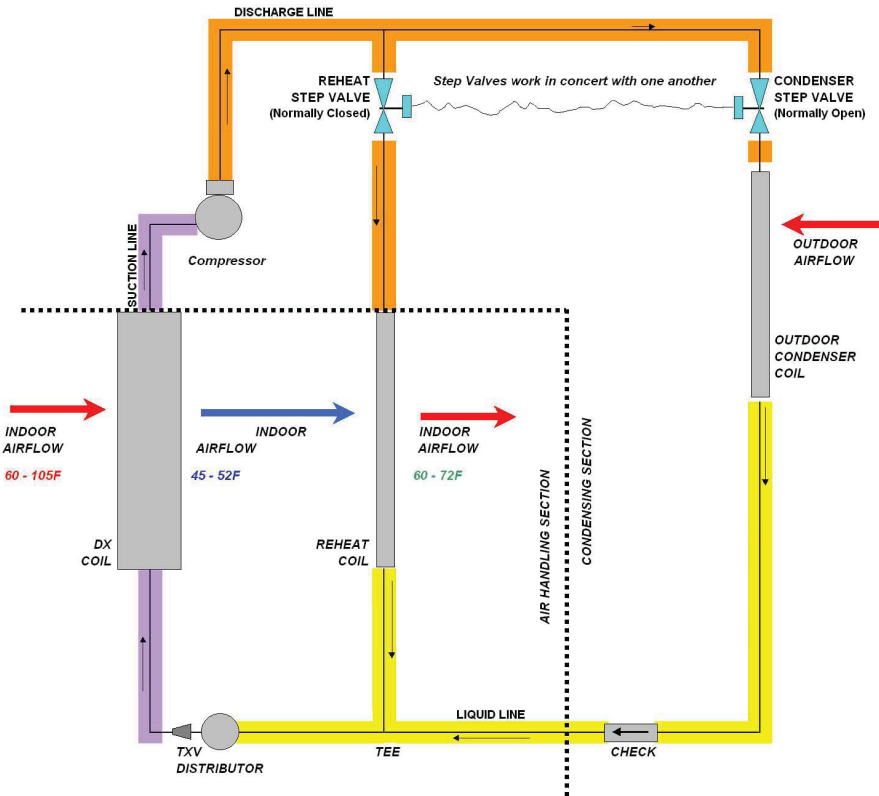 DISCHARGE LINE
REHEAT
STEP VALVE
(Normally Closed)
Step Valves work in concert with one another
CONDENSER
STEP VALVE
(Normally Open)
SUCTION LINE
Compressor
OUTDOOR
AIRFLOW
OUTDOOR
CONDENSER
COIL
INDOOR
AIRFLOW
60 - 105F
INDOOR
AIRFLOW
45 - 52F
INDOOR
AIRFLOW
60 - 72F
DX
COIL
REHEAT
COIL
AIR HANDLING SECTION
CONDENSING SECTION
LIQUID LINE
TXV
DISTRIBUTOR
TEE
CHECK